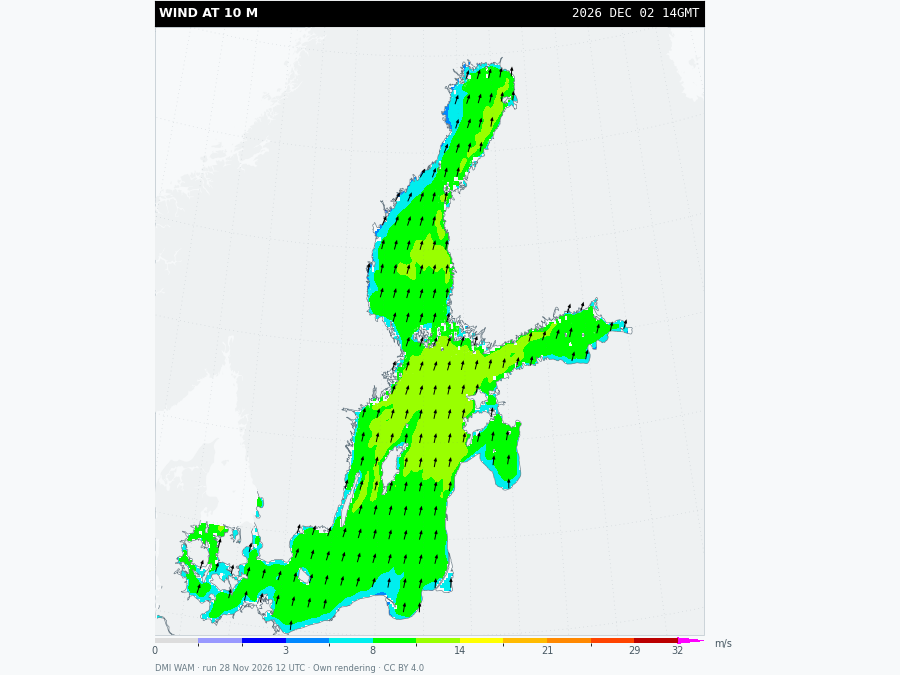 WIND AT 10 M 2026 DEC 02 14GMT
0 3 8 14 21 29 32 m/s
DMI WAM · run 28 Nov 2026 12 UTC · Own rendering · CC BY 4.0